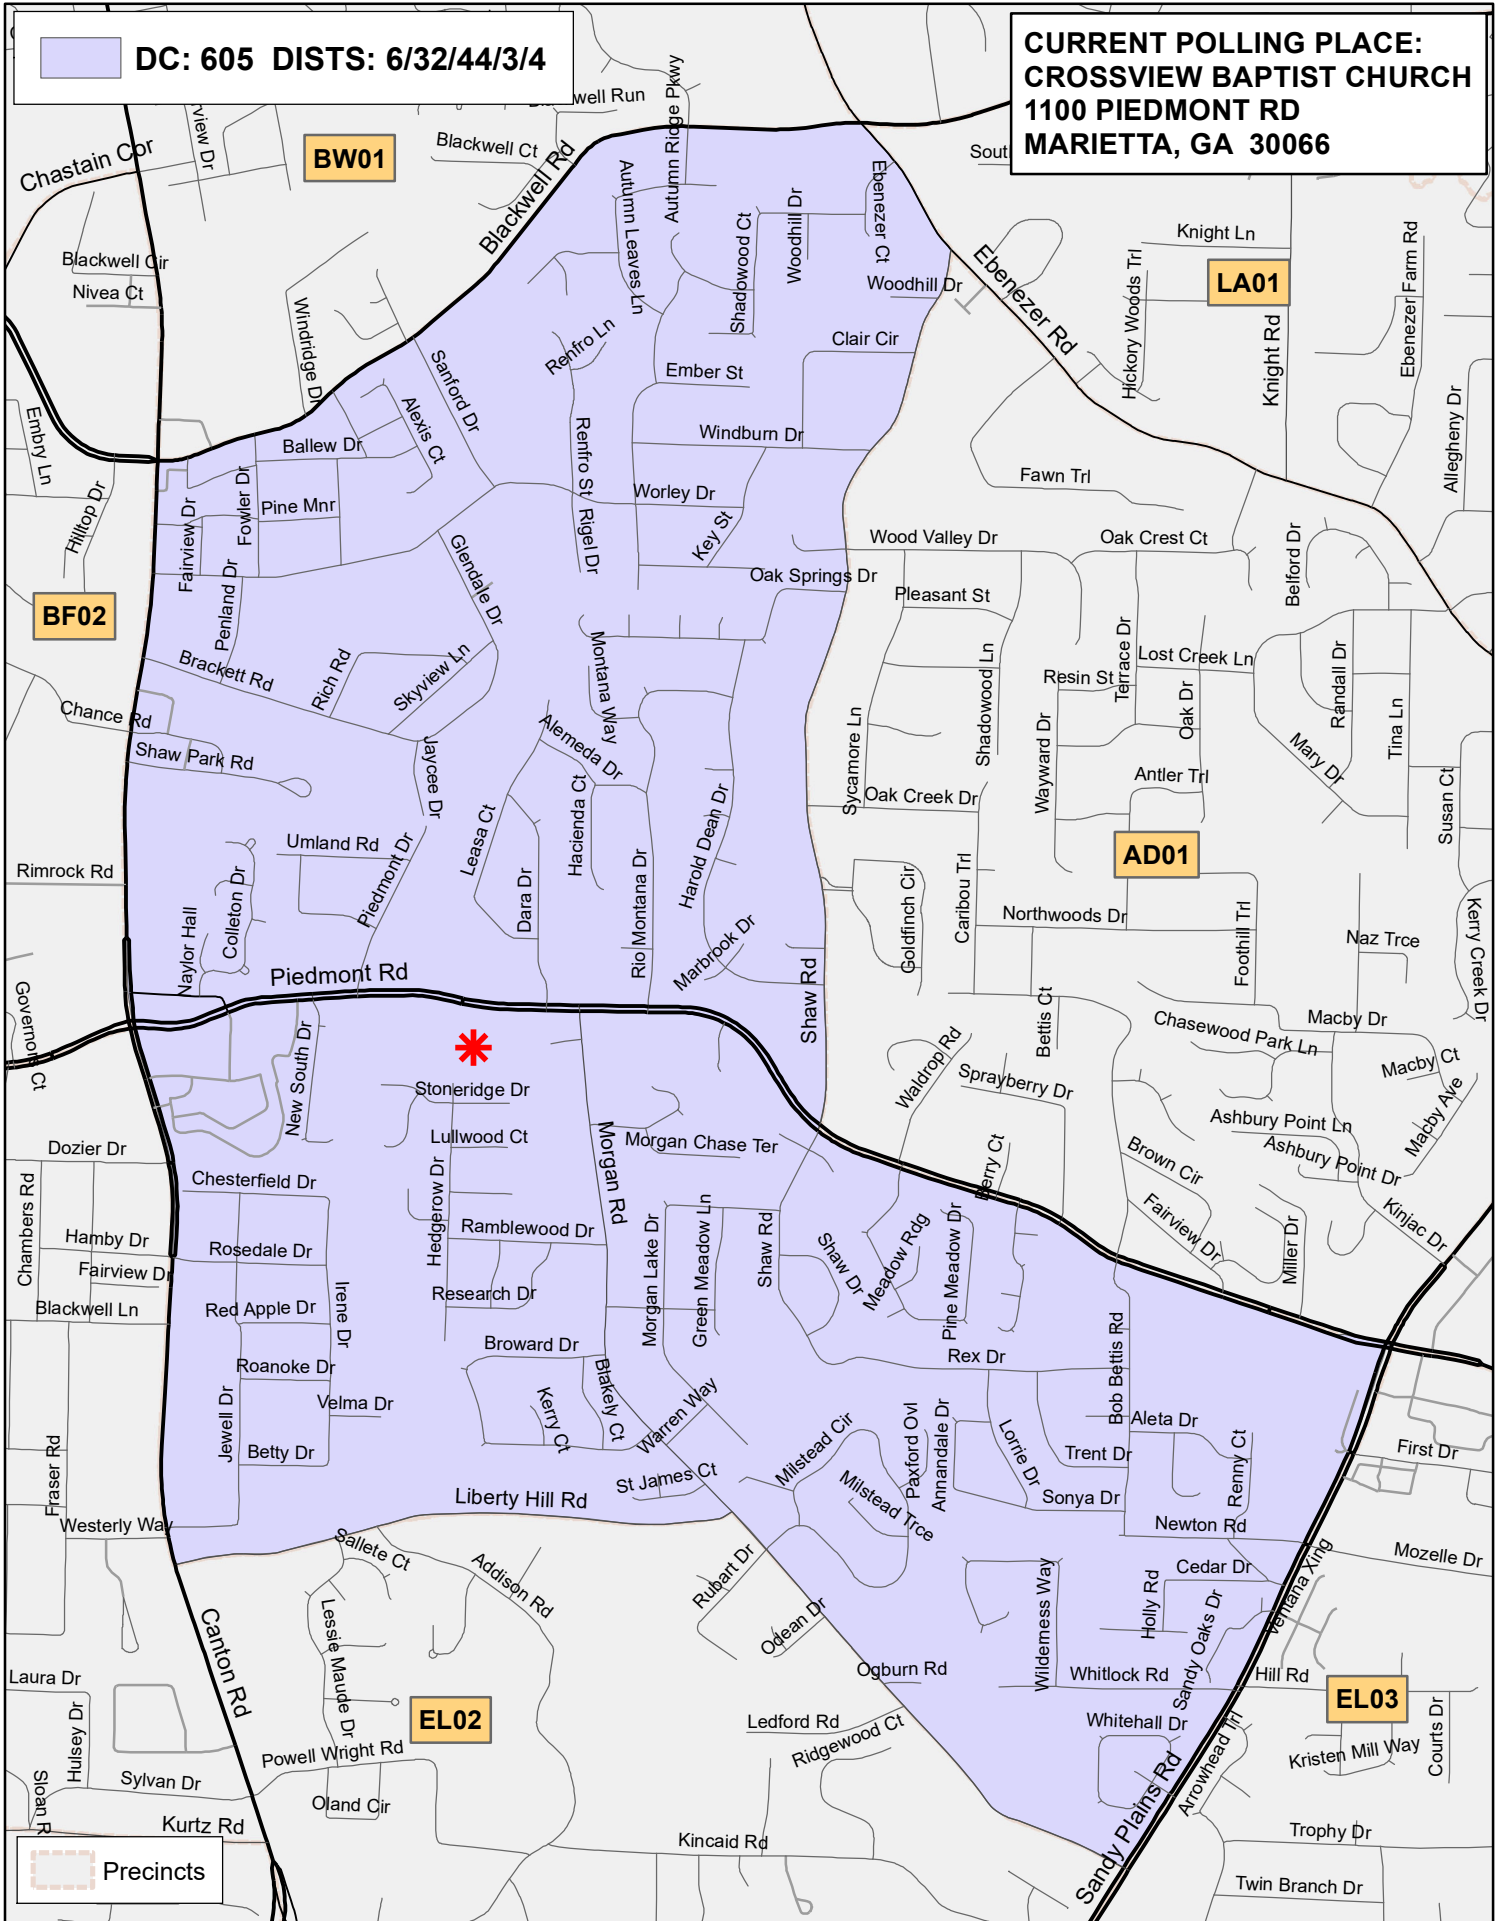 DC: 605  DISTS: 6/32/44/3/4
CURRENT POLLING PLACE:
CROSSVIEW BAPTIST CHURCH
1100 PIEDMONT RD
MARIETTA, GA  30066
Blackwell Ct
Autumn Ridge Pkwy
BW01
Chastain Cor
Blackwell Rd
Autumn Leaves Ln
Ebenezer Ct
Woodhill Dr
Shadowood Ct
Knight Ln
Blackwell Cir
Nivea Ct
Woodhill Dr
Ebenezer Rd
Hickory Woods Trl
LA01
Ebenezer Farm Rd
Windridge Dr
Sanford Dr
Renfro Ln
Clair Cir
Knight Rd
Ember St
Allegheny Dr
Embry Ln
Alexis Ct
Ballew Dr
Renfro St
Windburn Dr
Fawn Trl
Hilltop Dr
Fairview Dr
Fowler Dr
Pine Mnr
Worley Dr
Key St
Rigel Dr
Wood Valley Dr
Oak Crest Ct
Belford Dr
Glendale Dr
Oak Springs Dr
Pleasant St
BF02
Penland Dr
Brackett Rd
Rich Rd
Skyview Ln
Montana Way
Shadowood Ln
Terrace Dr
Lost Creek Ln
Resin St
Randall Dr
Oak Dr
Tina Ln
Chance Rd
Shaw Park Rd
Alemeda Dr
Jaycee Dr
Sycamore Ln
Wayward Dr
Mary Dr
Antler Trl
Susan Ct
Oak Creek Dr
Hacienda Ct
Leasa Ct
Harold Dean Dr
Umland Rd
Piedmont Dr
AD01
Rimrock Rd
Colleton Dr
Dara Dr
Rio Montana Dr
Goldfinch Cir
Caribou Trl
Northwoods Dr
Foothill Trl
Naz Trce
Kerry Creek Dr
Naylor Hall
Marbrook Dr
Piedmont Rd
Shaw Rd
Governors Ct
Bettis Ct
Macby Dr
Chasewood Park Ln
New South Dr
Waldrop Rd
Macby Ct
Sprayberry Dr
Stoneridge Dr
Macby Ave
Lullwood Ct
Morgan Rd
Morgan Chase Ter
Ashbury Point Ln
Ashbury Point Dr
Dozier Dr
Berry Ct
Brown Cir
Chesterfield Dr
Chambers Rd
Hedgerow Dr
Ramblewood Dr
Fairview Dr
Miller Dr
Kinjac Dr
Hamby Dr
Rosedale Dr
Morgan Lake Dr
Green Meadow Ln
Shaw Rd
Shaw Dr
Meadow Rdg
Pine Meadow Dr
Fairview Dr
Irene Dr
Research Dr
Blackwell Ln
Red Apple Dr
Broward Dr
Rex Dr
Bob Bettis Rd
Roanoke Dr
Blakely Ct
Jewell Dr
Velma Dr
Kerry Ct
Warren Way
Milstead Cir
Paxford Ovl
Annandale Dr
Lorrie Dr
Aleta Dr
Trent Dr
Renny Ct
First Dr
Fraser Rd
Betty Dr
St James Ct
Milstead Trce
Sonya Dr
Liberty Hill Rd
Westerly Way
Newton Rd
Sallete Ct
Addison Rd
Rubart Dr
Cedar Dr
Ventana Xing
Mozelle Dr
Lessie Maude Dr
Odean Dr
Wilderness Way
Holly Rd
Sandy Oaks Dr
Canton Rd
Laura Dr
Ogburn Rd
Whitlock Rd
Hill Rd
EL03
Hulsey Dr
EL02
Ledford Rd
Ridgewood Ct
Whitehall Dr
Arrowhead Trl
Kristen Mill Way
Courts Dr
Powell Wright Rd
Sylvan Dr
Oland Cir
Sandy Plains Rd
Sloan R
Kurtz Rd
Kincaid Rd
Trophy Dr
Precincts
Twin Branch Dr